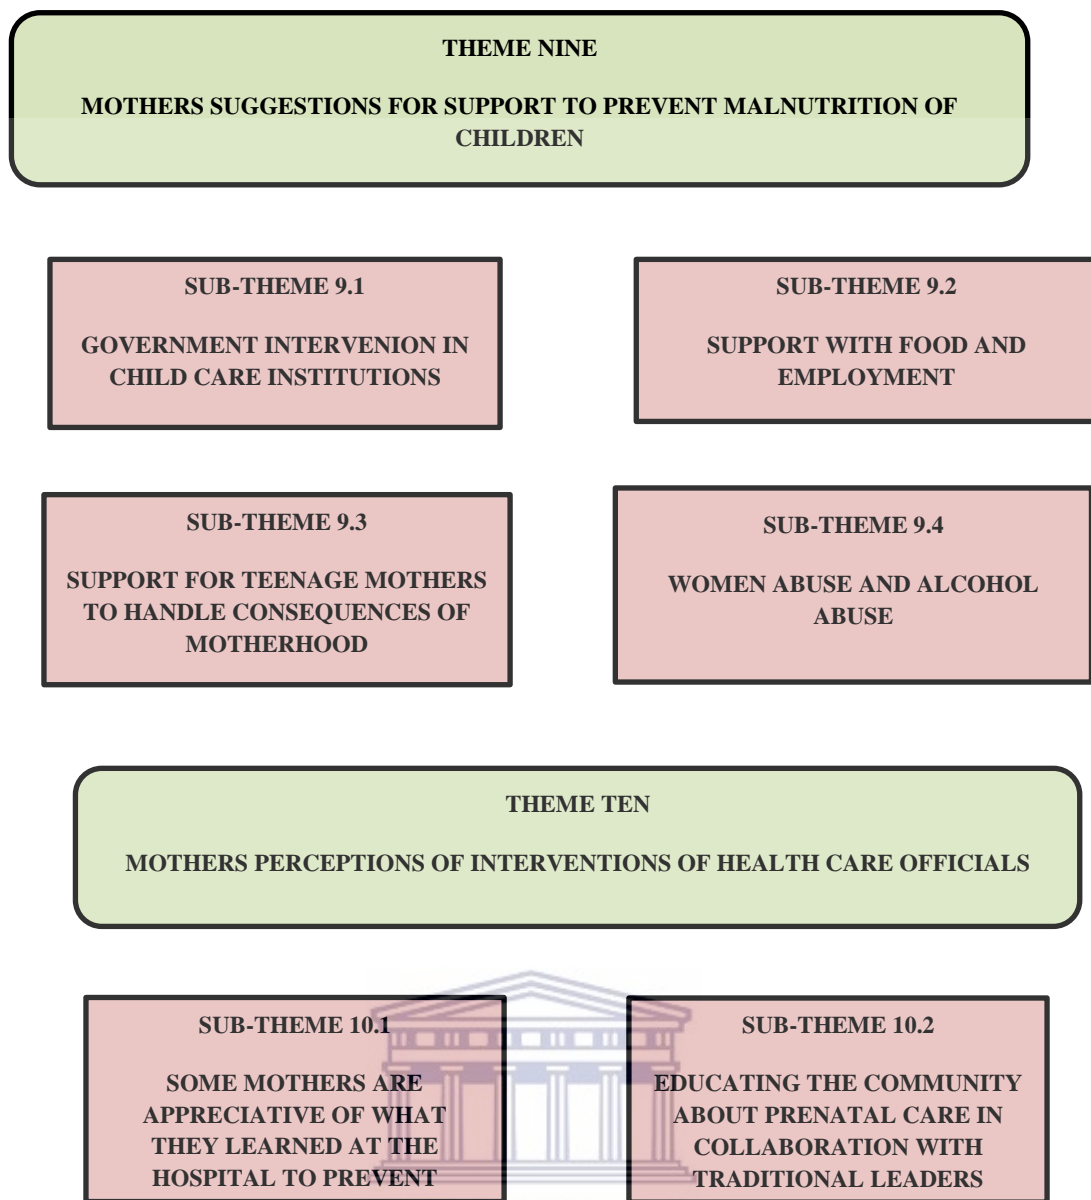 THEME NINE
MOTHERS SUGGESTIONS FOR SUPPORT TO PREVENT MALNUTRITION OF
CHILDREN
SUB-THEME 9.1
GOVERNMENT INTERVENION IN
CHILD CARE INSTITUTIONS
SUB-THEME 9.2
SUPPORT WITH FOOD AND
EMPLOYMENT
SUB-THEME 9.3
SUPPORT FOR TEENAGE MOTHERS
TO HANDLE CONSEQUENCES OF
MOTHERHOOD
SUB-THEME 9.4
WOMEN ABUSE AND ALCOHOL
ABUSE
THEME TEN
MOTHERS PERCEPTIONS OF INTERVENTIONS OF HEALTH CARE OFFICIALS
SUB-THEME 10.1
SOME MOTHERS ARE
APPRECIATIVE OF WHAT
THEY LEARNED AT THE
HOSPITAL TO PREVENT
SUB-THEME 10.2
EDUCATING THE COMMUNITY
ABOUT PRENATAL CARE IN
COLLABORATION WITH
TRADITIONAL LEADERS